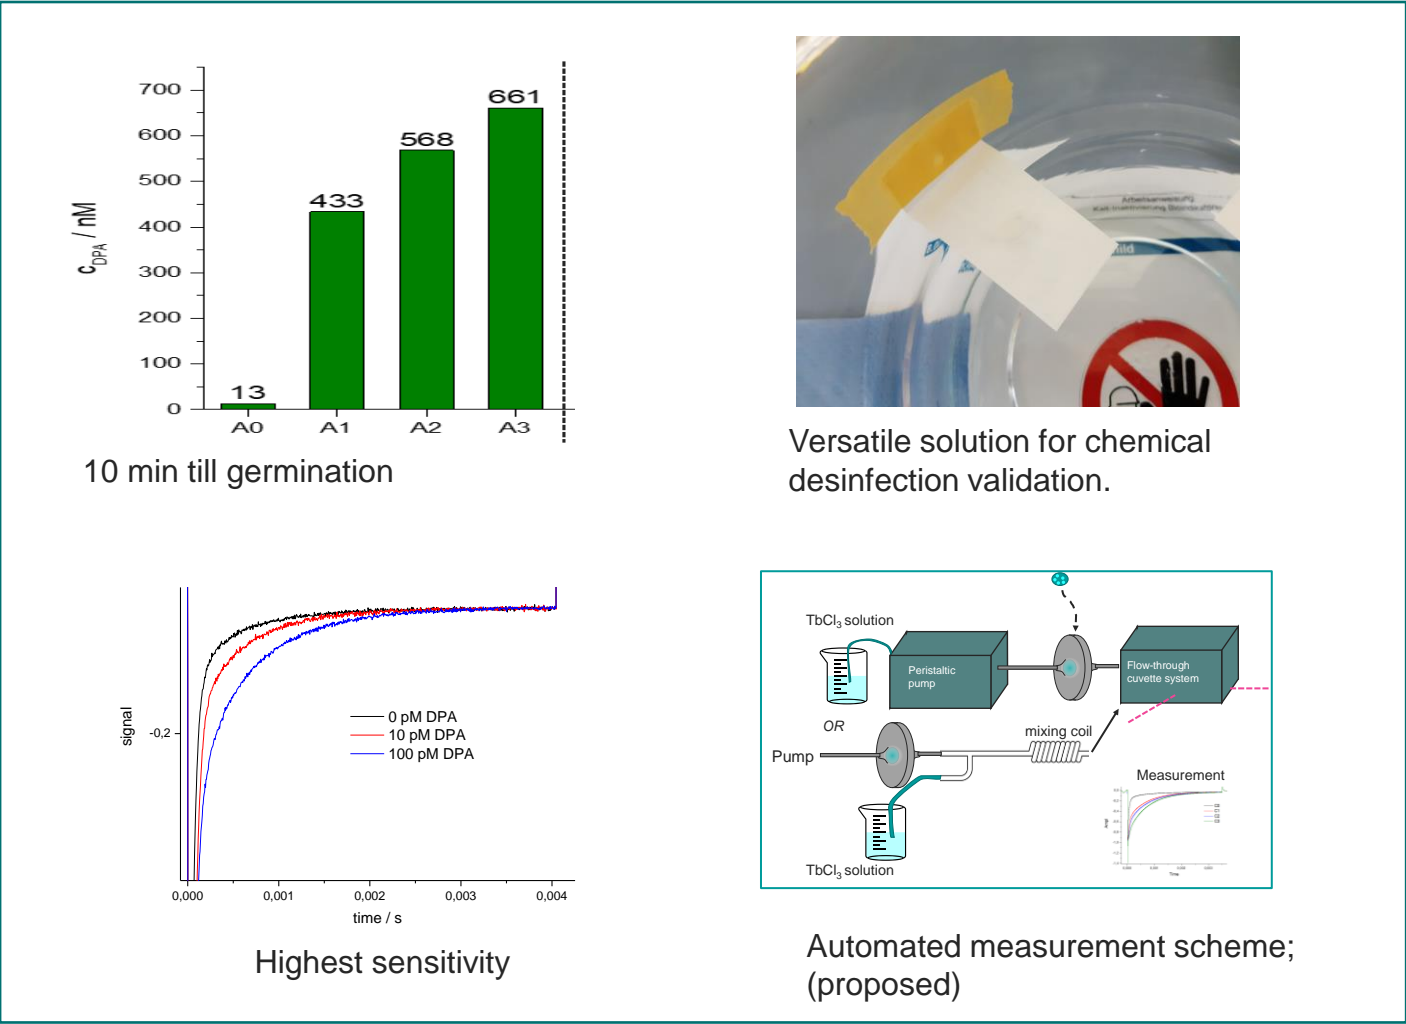 700
600
500
400
300
200
100
0
c_DPA / nM
13
433
568
661
A0
A1
A2
A3
10 min till germination
Arbeitsanweisung
Versatile solution for chemical
desinfection validation.
signal
-0,2
0 pM DPA
10 pM DPA
100 pM DPA
0,000 0,001 0,002 0,003 0,004
time / s
Highest sensitivity
TbCl3 solution
Peristaltic
pump
Flow-through
cuvette system
OR
Pump
mixing coil
Measurement
TbCl3 solution
Time
Automated measurement scheme;
(proposed)